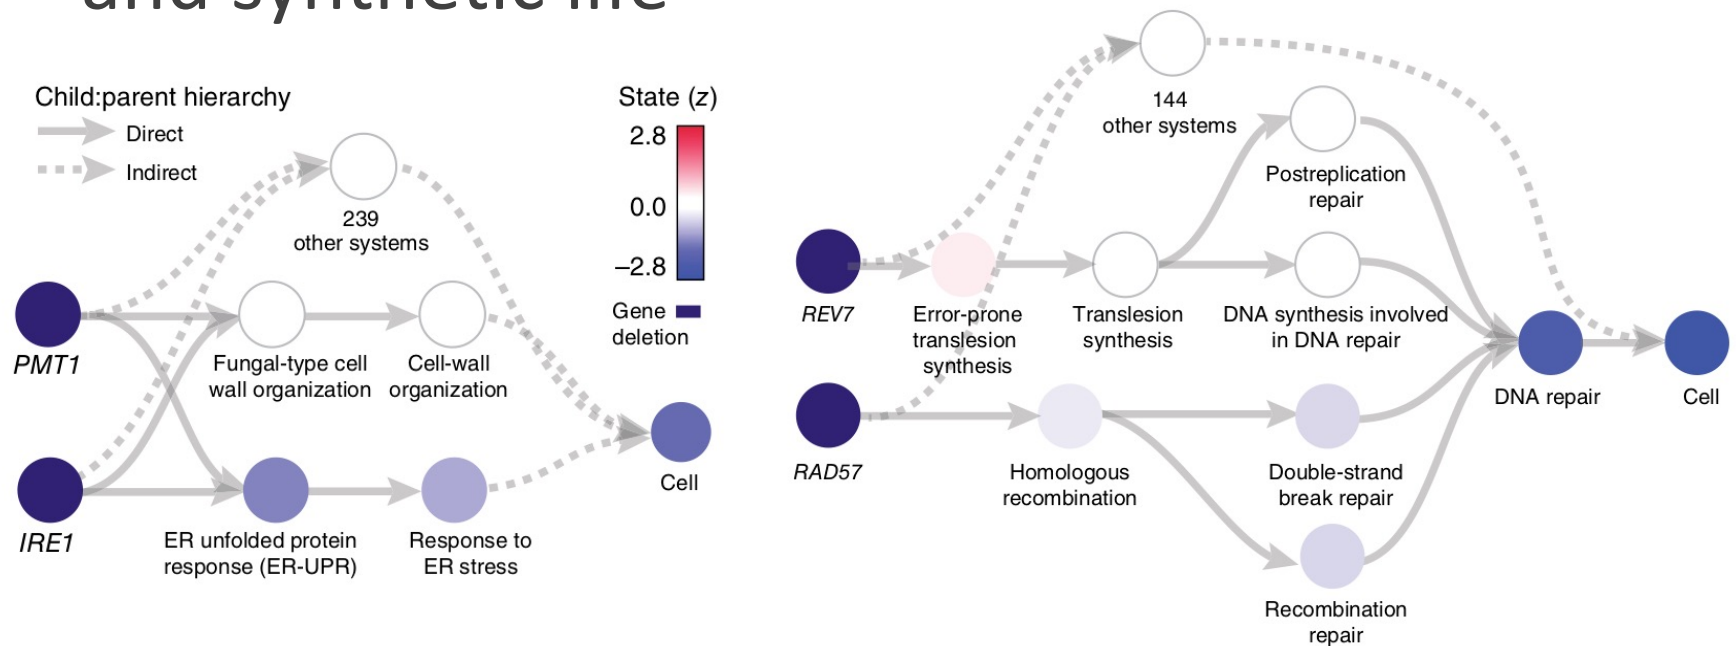 and synthetic life
Child:parent hierarchy
Direct
Indirect
State (z)
2.8
0.0
–2.8
Gene
deletion
239
other systems
PMT1
Fungal-type cell
wall organization
Cell-wall
organization
IRE1
ER unfolded protein
response (ER-UPR)
Response to
ER stress
Cell
144
other systems
Postreplication
repair
REV7
Error-prone
translesion
synthesis
Translesion
synthesis
DNA synthesis involved
in DNA repair
DNA repair
Cell
RAD57
Homologous
recombination
Double-strand
break repair
Recombination
repair